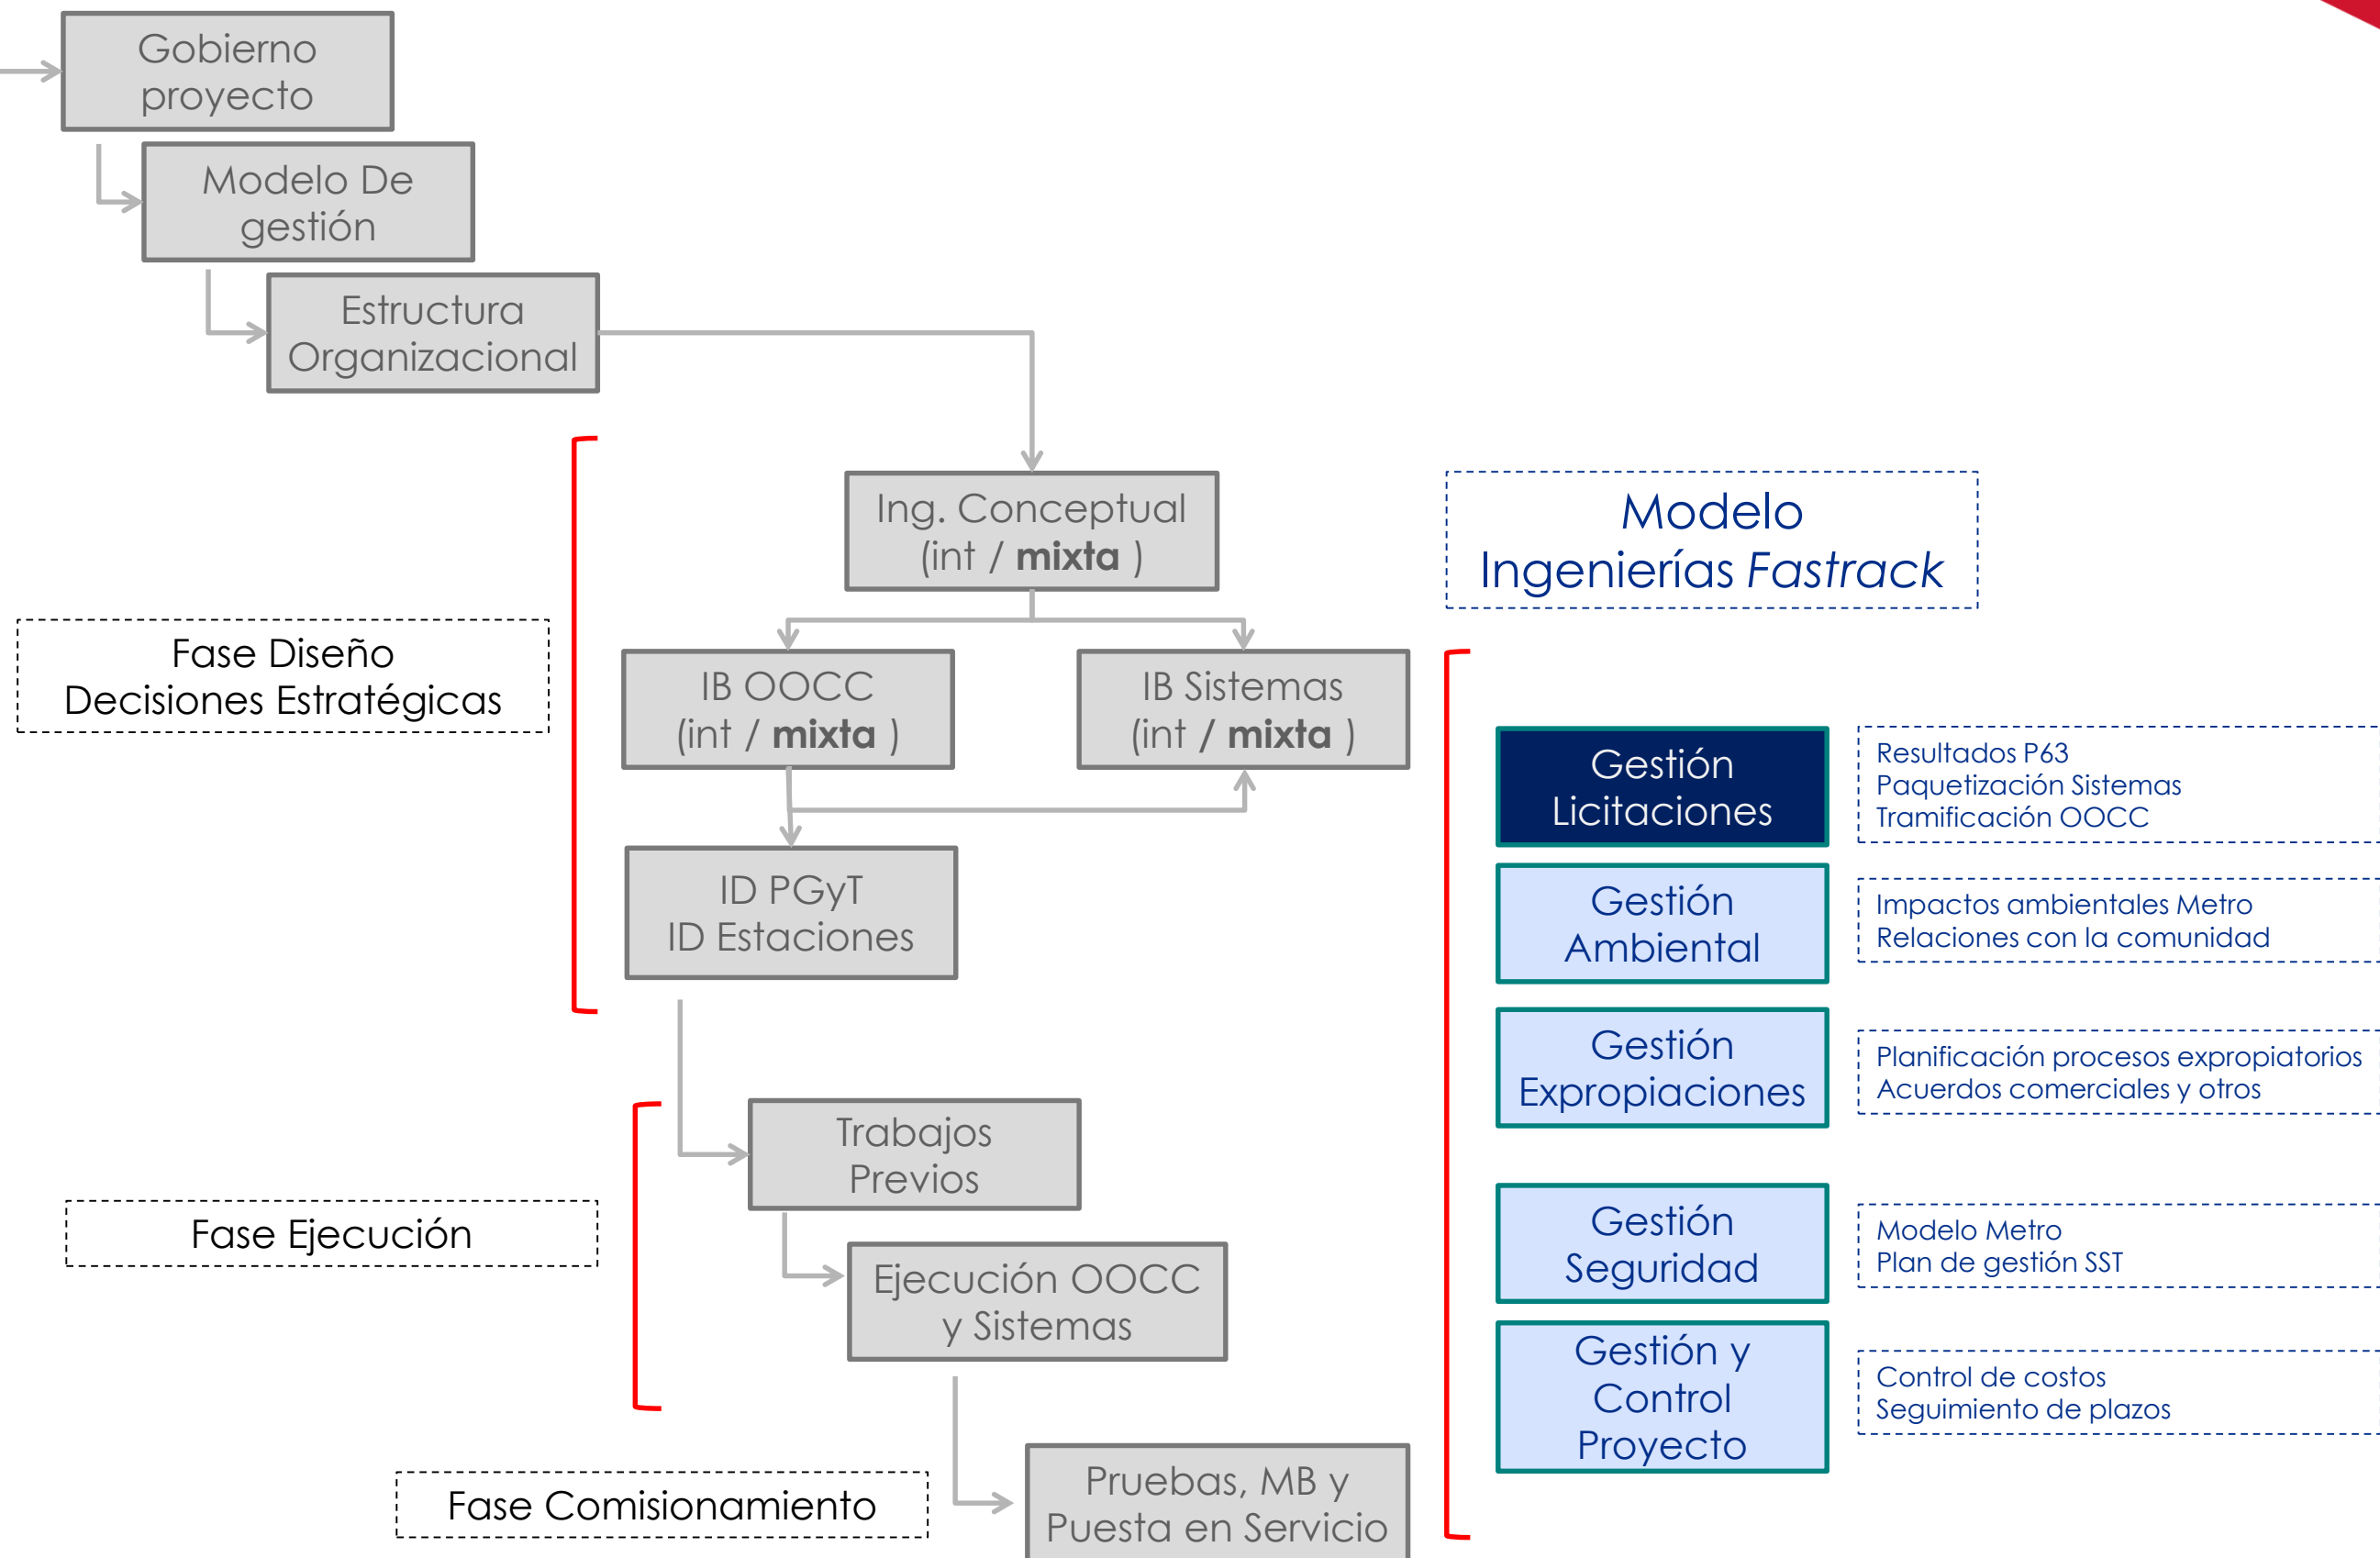 Gobierno
proyecto
Modelo De
gestión
Estructura
Organizacional
Ing. Conceptual
(int / mixta )
Modelo
Ingenierías Fastrack
Fase Diseño
Decisiones Estratégicas
IB OOCC
(int / mixta )
IB Sistemas
(int / mixta )
Gestión
Licitaciones
Resultados P63
Paquetización Sistemas
Tramificación OOCC
ID PGyT
ID Estaciones
Gestión
Ambiental
Impactos ambientales Metro
Relaciones con la comunidad
Gestión
Expropiaciones
Planificación procesos expropiatorios
Acuerdos comerciales y otros
Trabajos
Previos
Fase Ejecución
Ejecución OOCC
y Sistemas
Gestión
Seguridad
Modelo Metro
Plan de gestión SST
Gestión y
Control
Proyecto
Control de costos
Seguimiento de plazos
Fase Comisionamiento
Pruebas, MB y
Puesta en Servicio